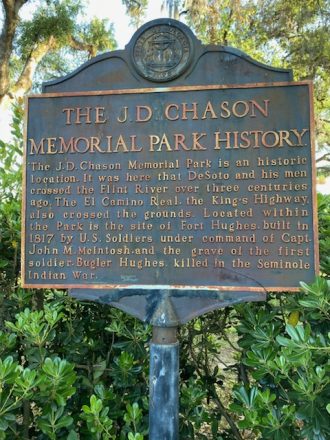 THE J.D. CHASON
MEMORIAL PARK HISTORY
The J.D. Chason Memorial Park is an historic
location. It was here that DeSoto and his men
crossed the Flint River over three centuries
ago. The El Camino Real, the King's Highway,
also crossed the grounds. Located within
the Park is the site of Fort Hughes, built in
1817 by U.S. Soldiers under command of Capt.
John M. McIntosh, and the grave of the first
soldier, Bugler Hughes, killed in the Seminole
Indian War.